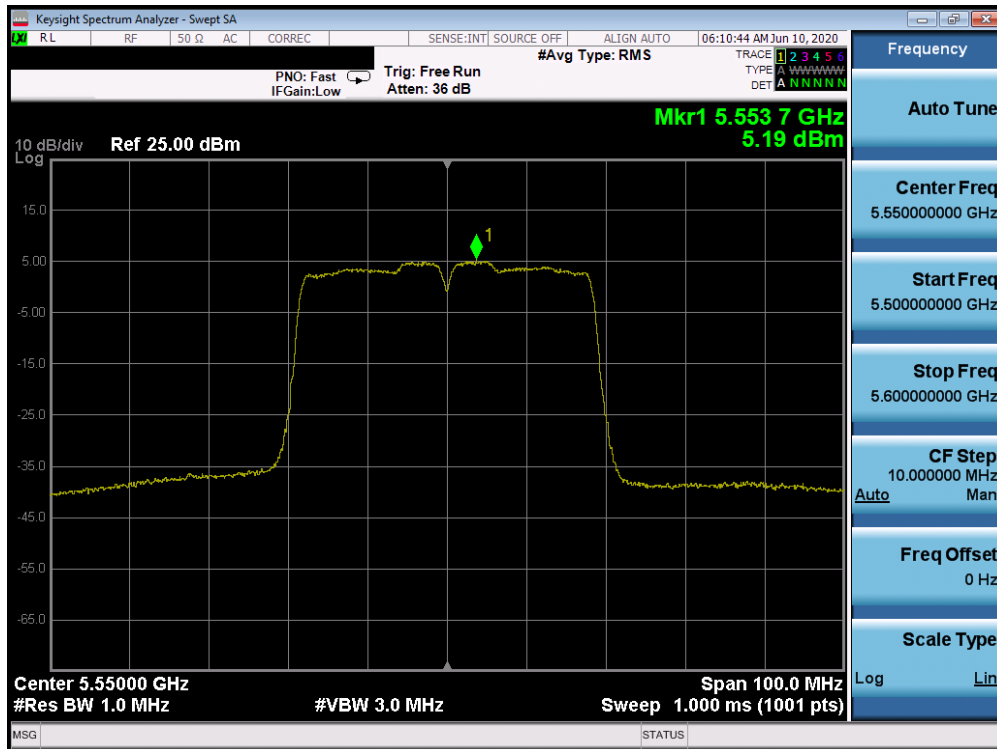 Keysight Spectrum Analyzer - Swept SA
LXI RL RF 50 Ω AC CORREC SENSE:INT SOURCE OFF ALIGN AUTO 06:10:44 AM Jun 10, 2020
#Avg Type: RMS
TRACE 1 2 3 4 5 6
PNO: Fast Trig: Free Run TYPE A WWWWW
IFGain:Low Atten: 36 dB DET A N N N N N
Mkr1 5.553 7 GHz
5.19 dBm
10 dB/div Ref 25.00 dBm
Log
15.0
1
5.00
-5.00
-15.0
-25.0
-35.0
-45.0
-55.0
-65.0
Center 5.55000 GHz Span 100.0 MHz
#Res BW 1.0 MHz #VBW 3.0 MHz Sweep 1.000 ms (1001 pts)
MSG STATUS
Frequency
Auto Tune
Center Freq
5.550000000 GHz
Start Freq
5.500000000 GHz
Stop Freq
5.600000000 GHz
CF Step
10.000000 MHz
Auto Man
Freq Offset
0 Hz
Scale Type
Log Lin